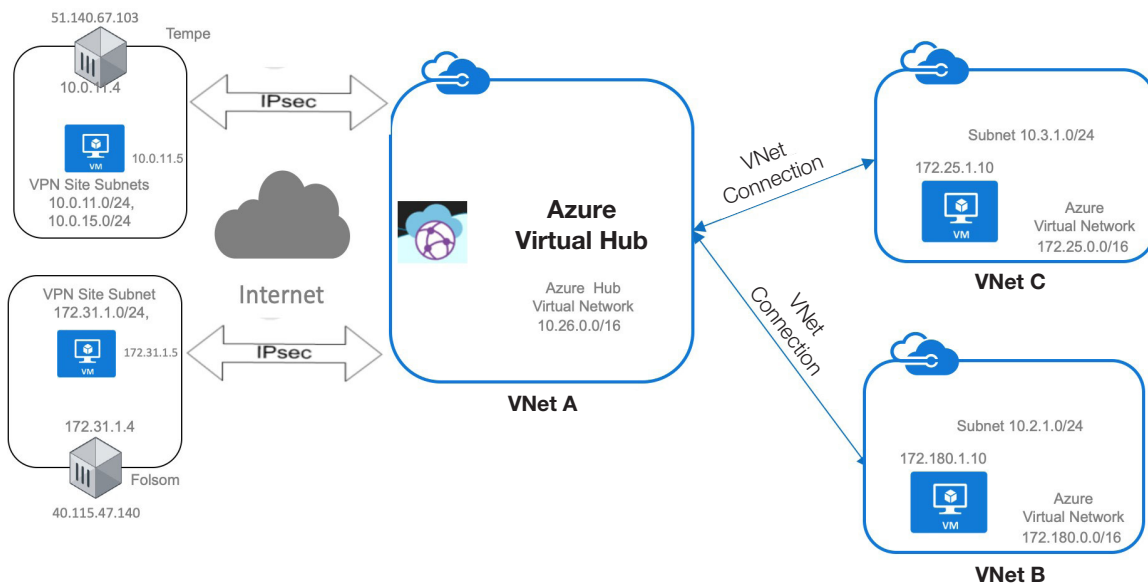 51.140.67.103
Tempe
10.0.11.4
VM
10.0.11.5
VPN Site Subnets
10.0.11.0/24,
10.0.15.0/24
IPsec
Internet
VPN Site Subnet
172.31.1.0/24,
VM
172.31.1.5
IPsec
172.31.1.4
Folsom
40.115.47.140
Azure
Virtual Hub
Azure Hub
Virtual Network
10.26.0.0/16
VNet A
VNet
Connection
VNet
Connection
Subnet 10.3.1.0/24
172.25.1.10
VM
Azure
Virtual Network
172.25.0.0/16
VNet C
Subnet 10.2.1.0/24
172.180.1.10
VM
Azure
Virtual Network
172.180.0.0/16
VNet B